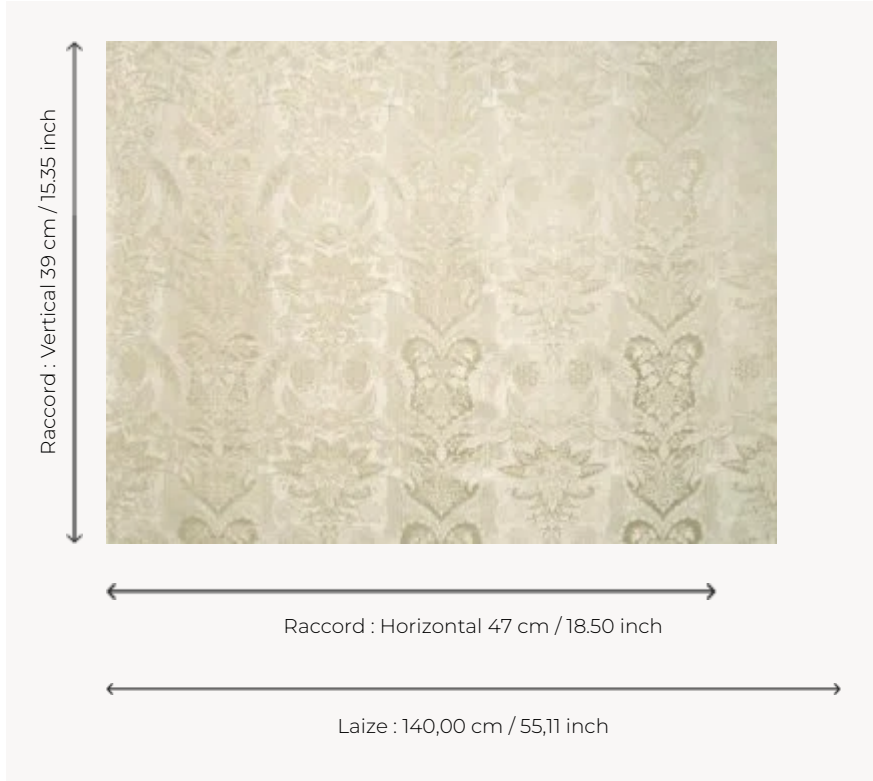 Raccord : Vertical 39 cm / 15.35 inch
Raccord : Horizontal 47 cm / 18.50 inch
Laize : 140,00 cm / 55,11 inch